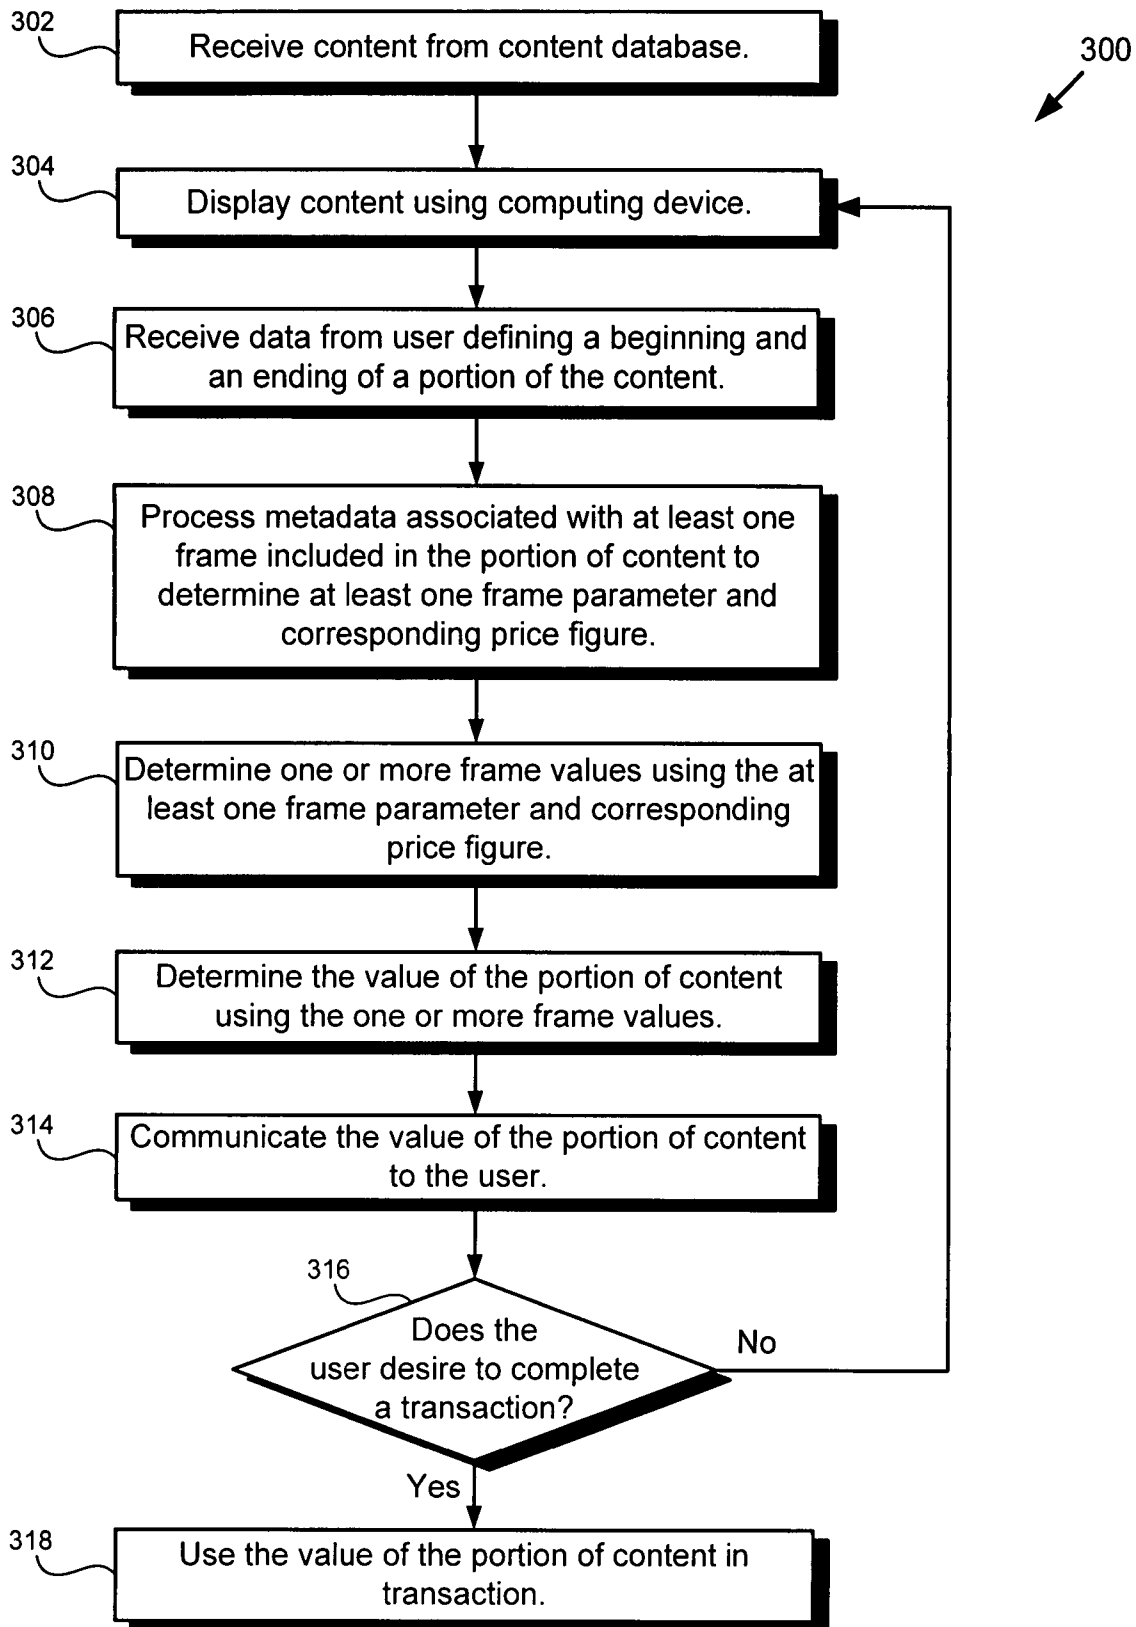 302
Receive content from content database.
300
304
Display content using computing device.
306
Receive data from user defining a beginning and
an ending of a portion of the content.
308
Process metadata associated with at least one
frame included in the portion of content to
determine at least one frame parameter and
corresponding price figure.
310
Determine one or more frame values using the at
least one frame parameter and corresponding
price figure.
312
Determine the value of the portion of content
using the one or more frame values.
314
Communicate the value of the portion of content
to the user.
316
Does the
user desire to complete
a transaction?
No
Yes
318
Use the value of the portion of content in
transaction.